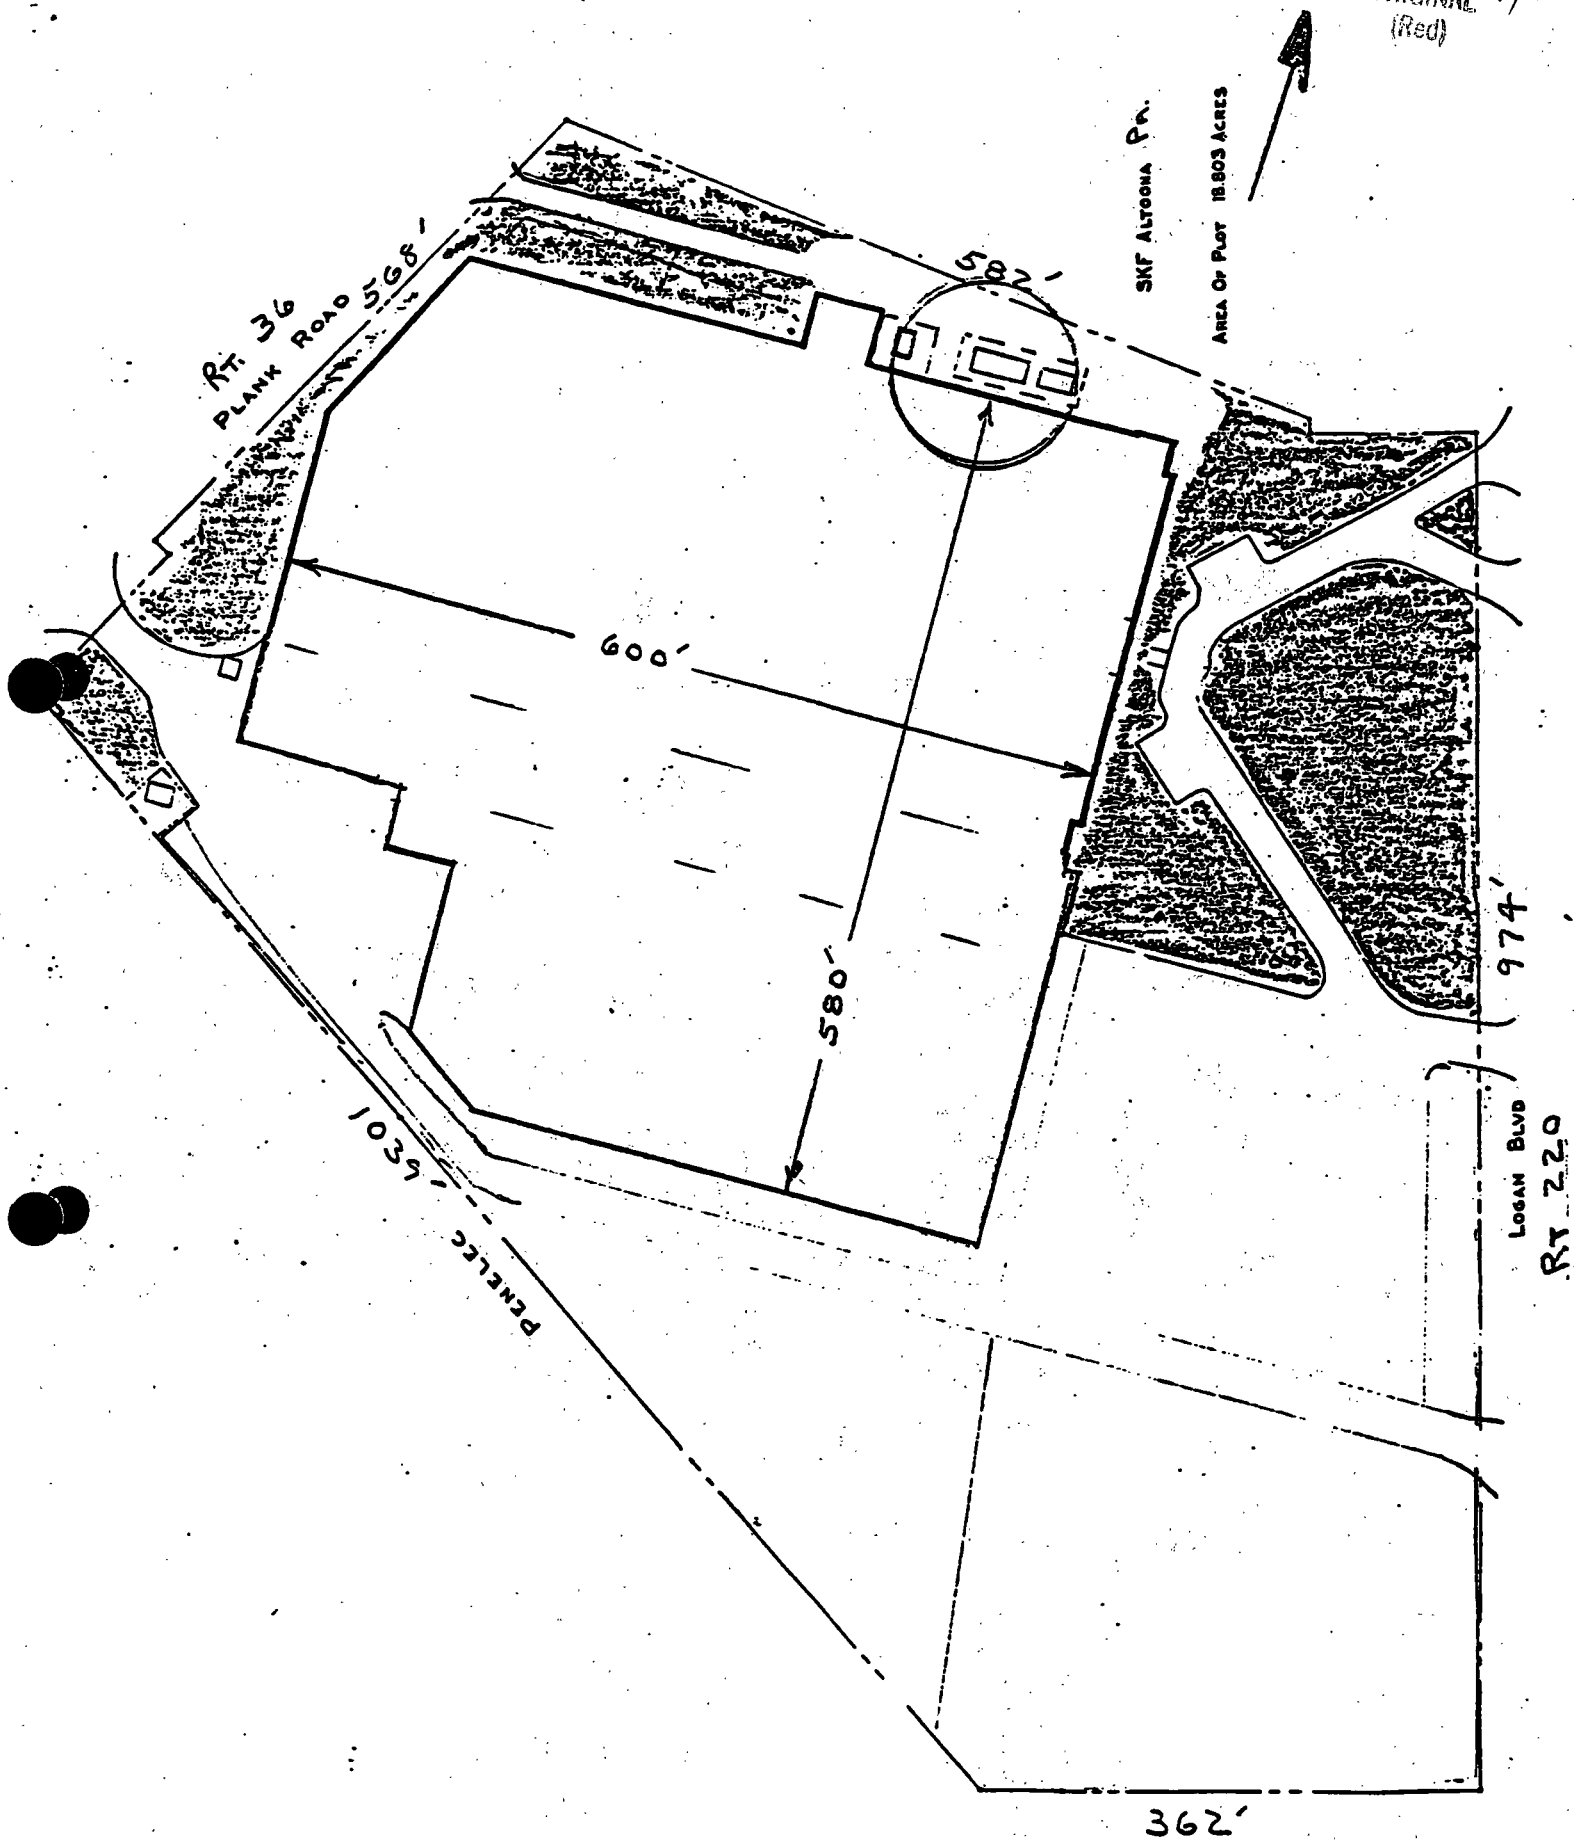 (Red)
SKF ALTOONA PA.
AREA OF PLOT 18.803 ACRES
RT. 36
PLANK ROAD 568'
582'
600'
580'
1039'
PENELEC
974'
LOGAN BLVD
RT 220
362'